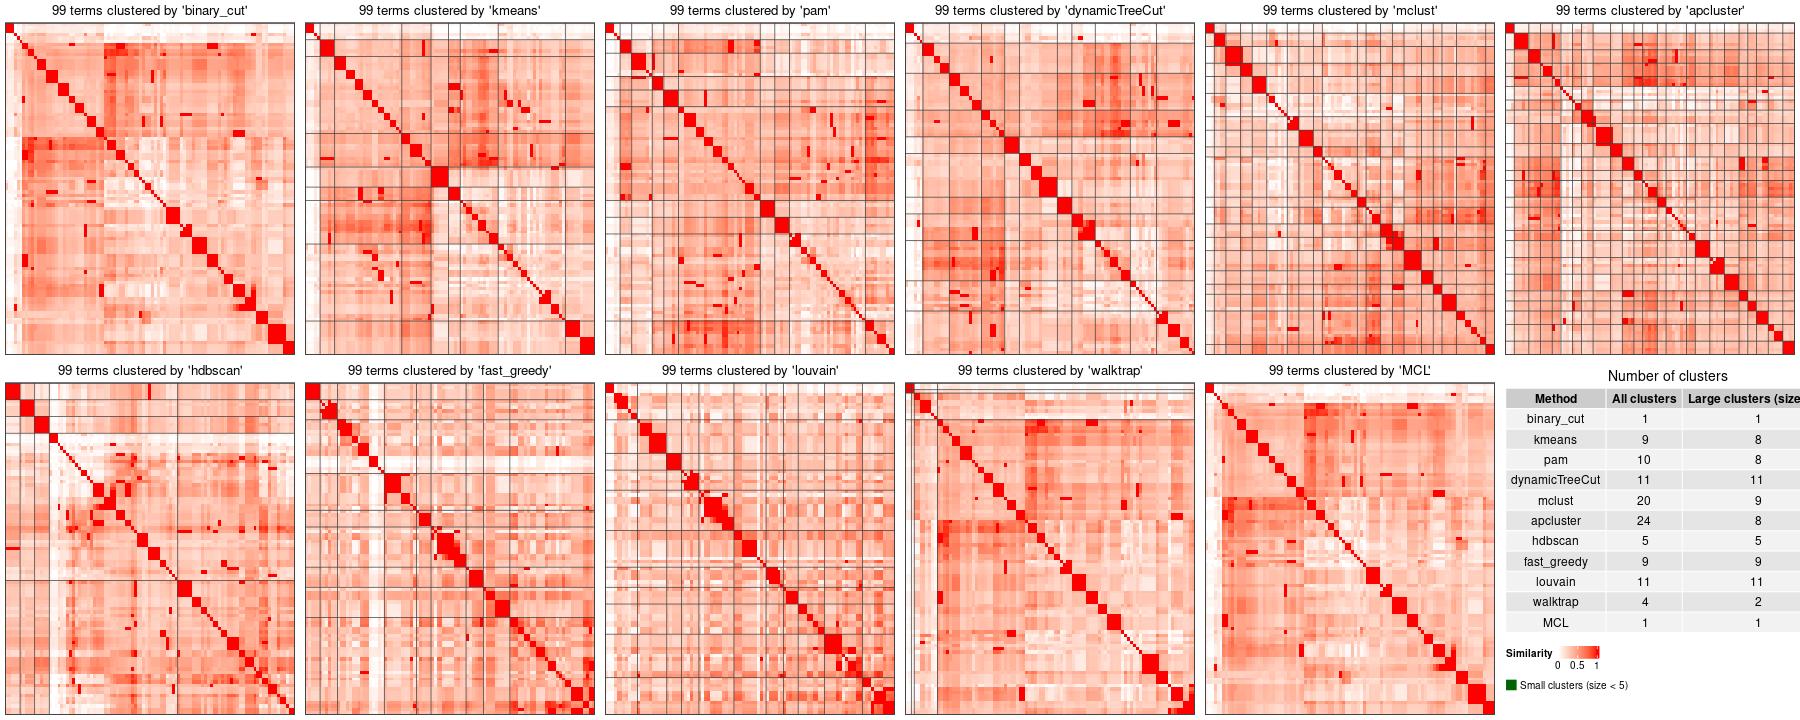 99 terms clustered by 'binary_cut'
99 terms clustered by 'kmeans'
99 terms clustered by 'pam'
99 terms clustered by 'dynamicTreeCut'
99 terms clustered by 'mclust'
99 terms clustered by 'apcluster'
99 terms clustered by 'hdbscan'
99 terms clustered by 'fast_greedy'
99 terms clustered by 'louvain'
99 terms clustered by 'walktrap'
99 terms clustered by 'MCL'
Number of clusters
Method All clusters Large clusters (size
binary_cut 1 1
kmeans 9 8
pam 10 8
dynamicTreeCut 11 11
mclust 20 9
apcluster 24 8
hdbscan 5 5
fast_greedy 9 9
louvain 11 11
walktrap 4 2
MCL 1 1
Similarity
0 0.5 1
Small clusters (size < 5)